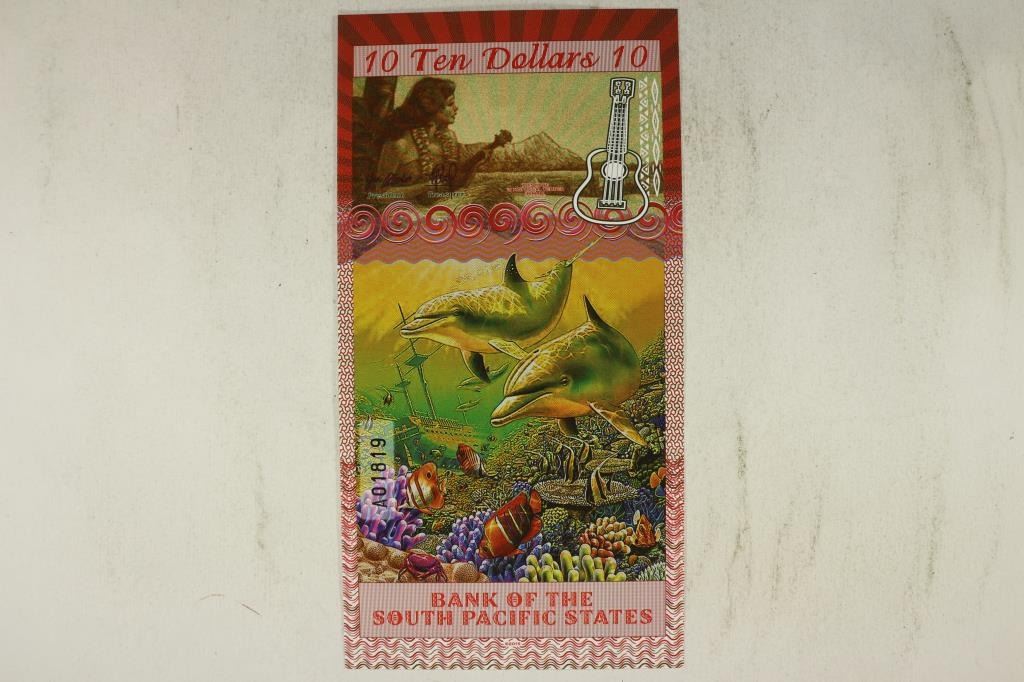 10 Ten Dollars 10
President Treasurer
A01819
BANK OF THE
SOUTH PACIFIC STATES